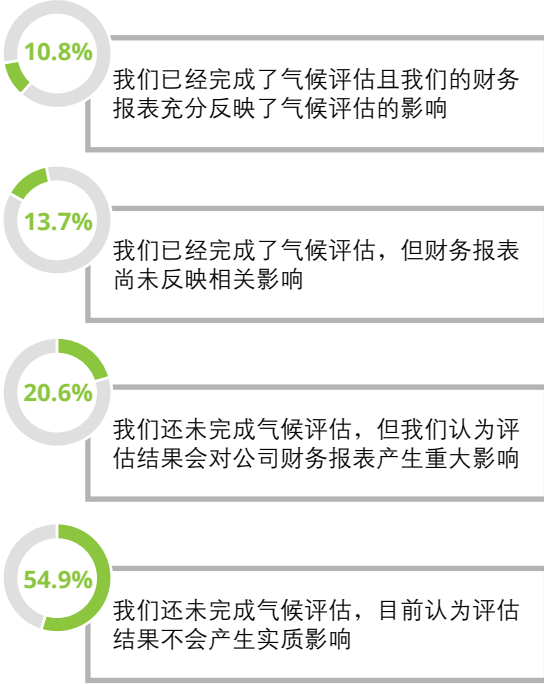 10.8%
我们已经完成了气候评估且我们的财务
报表充分反映了气候评估的影响
13.7%
我们已经完成了气候评估，但财务报表
尚未反映相关影响
20.6%
我们还未完成气候评估，但我们认为评
估结果会对公司财务报表产生重大影响
54.9%
我们还未完成气候评估，目前认为评估
结果不会产生实质影响